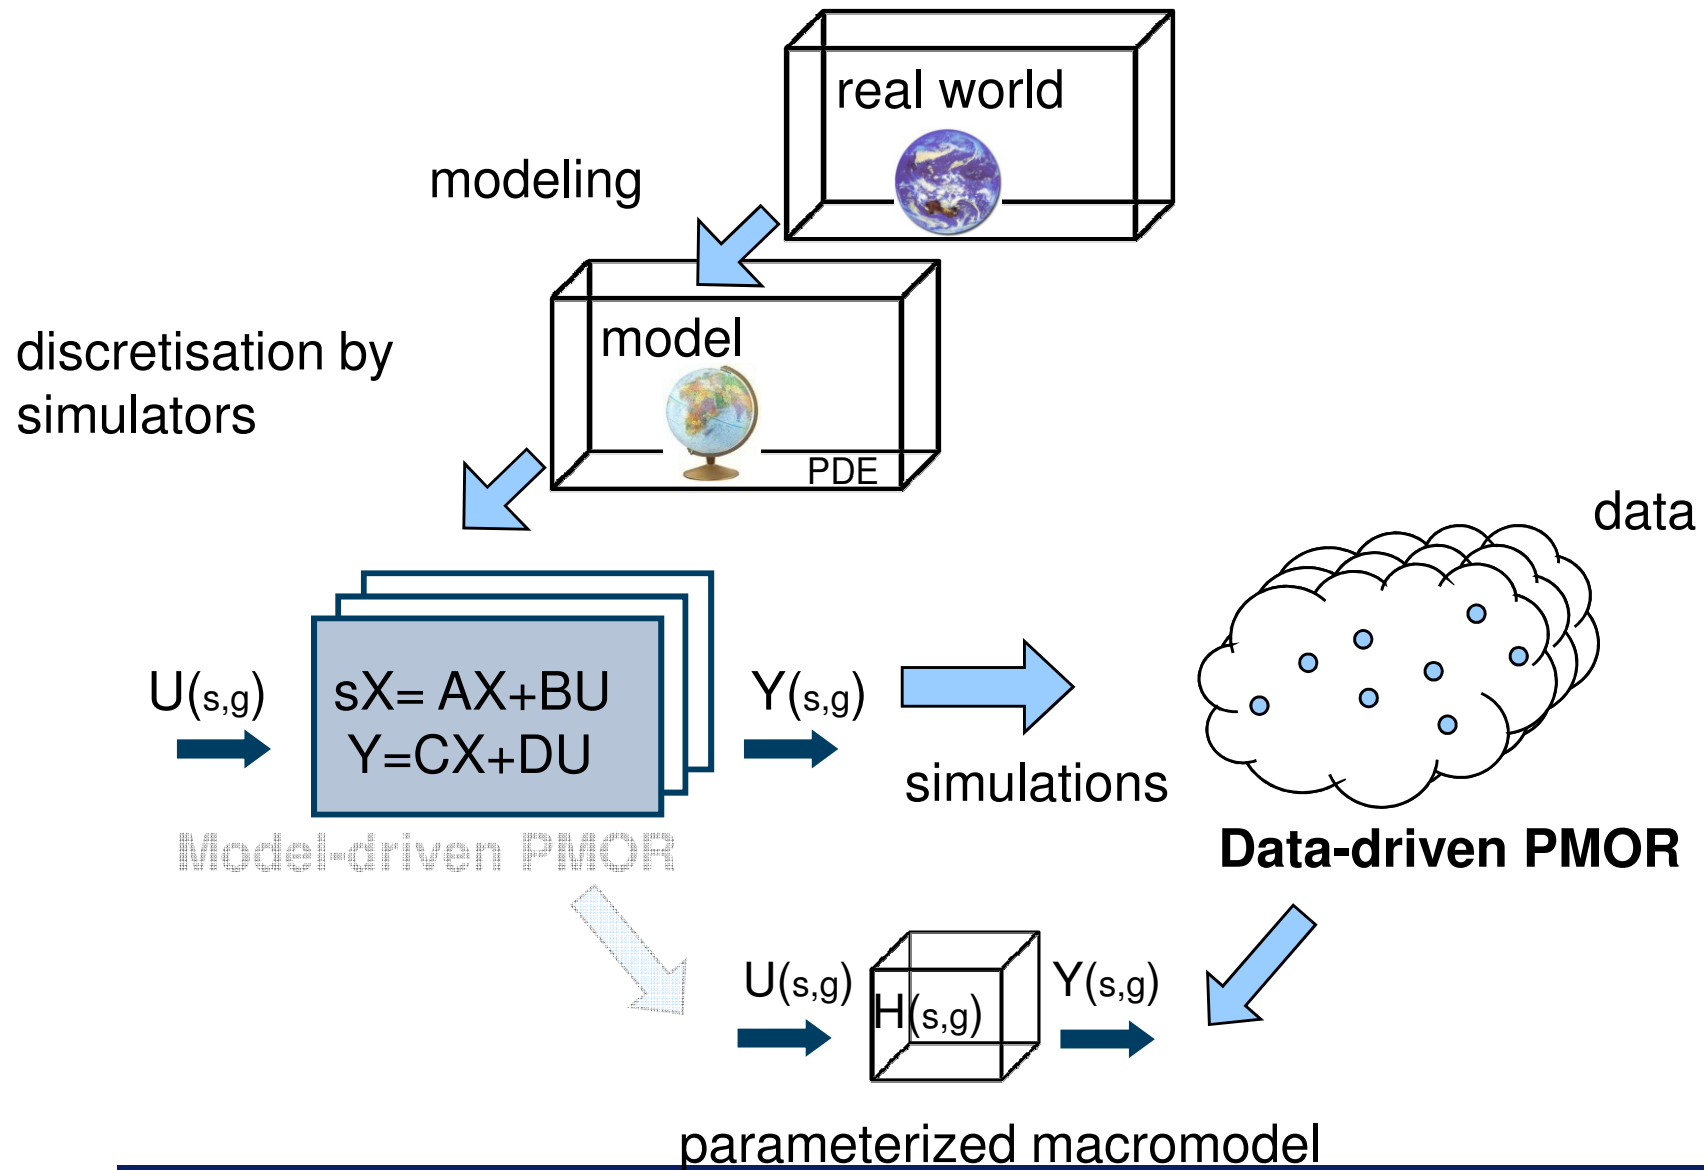 real world
modeling
model
PDE
discretisation by
simulators
data
U(s,g)
sX= AX+BU
Y=CX+DU
Y(s,g)
simulations
Model-driven PMOR
Data-driven PMOR
U(s,g)
H(s,g)
Y(s,g)
parameterized macromodel